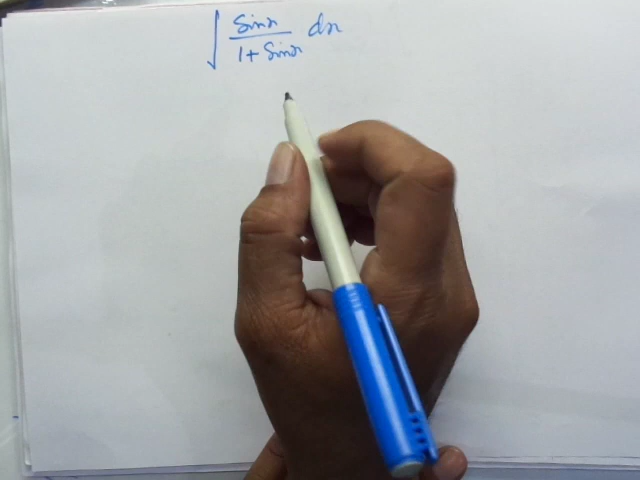 ∫ Sinx / 1 + Sinx dx